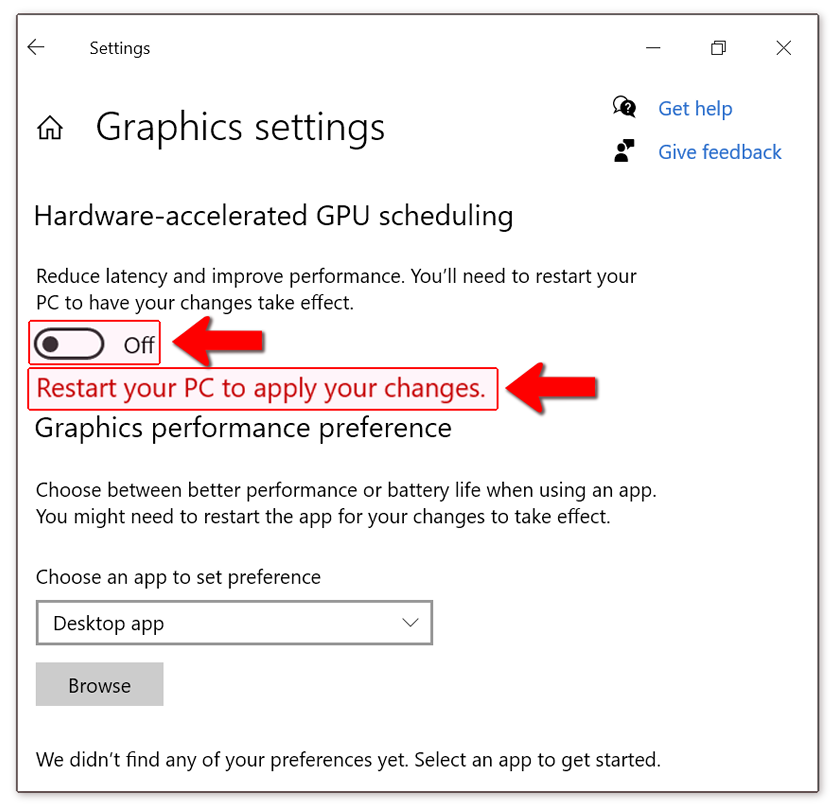 Settings
Get help
Graphics settings
Give feedback
Hardware-accelerated GPU scheduling
Reduce latency and improve performance. You'll need to restart your
PC to have your changes take effect.
Off
Restart your PC to apply your changes.
Graphics performance preference
Choose between better performance or battery life when using an app.
You might need to restart the app for your changes to take effect.
Choose an app to set preference
Desktop app
Browse
We didn't find any of your preferences yet. Select an app to get started.